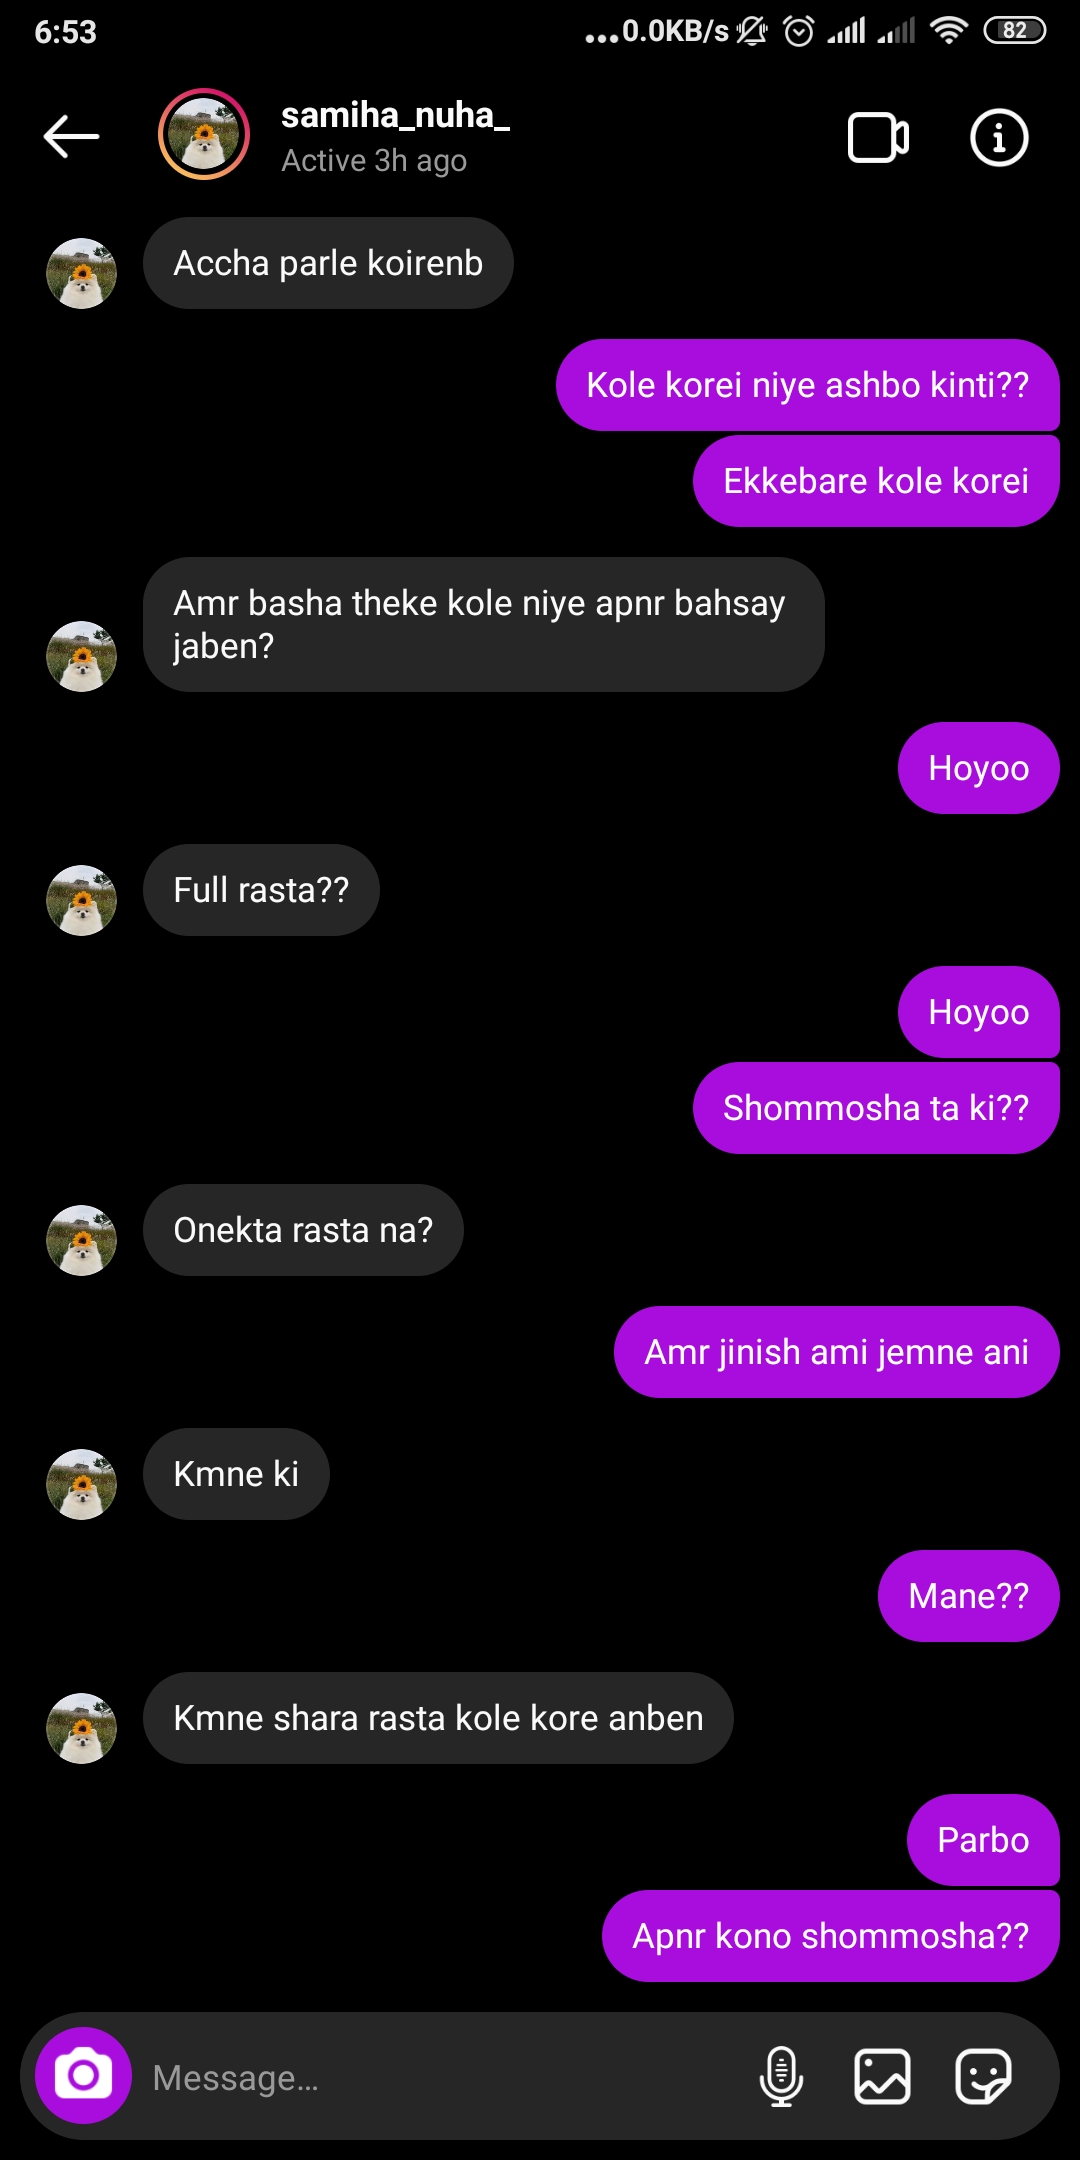 6:53
...0.0KB/s
82
samiha_nuha_
Active 3h ago
Accha parle koirenb
Kole korei niye ashbo kinti??
Ekkebare kole korei
Amr basha theke kole niye apnr bahsay
jaben?
Hoyoo
Full rasta??
Hoyoo
Shommosha ta ki??
Onekta rasta na?
Amr jinish ami jemne ani
Kmne ki
Mane??
Kmne shara rasta kole kore anben
Parbo
Apnr kono shommosha??
Message...